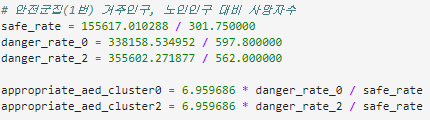 # 안전군집(1번) 거주인구, 노인인구 대비 사망자수
safe_rate = 155617.010288 / 301.750000
danger_rate_0 = 338158.534952 / 597.800000
danger_rate_2 = 355602.271877 / 562.000000
appropriate_aed_cluster0 = 6.959686 * danger_rate_0 / safe_rate
appropriate_aed_cluster2 = 6.959686 * danger_rate_2 / safe_rate